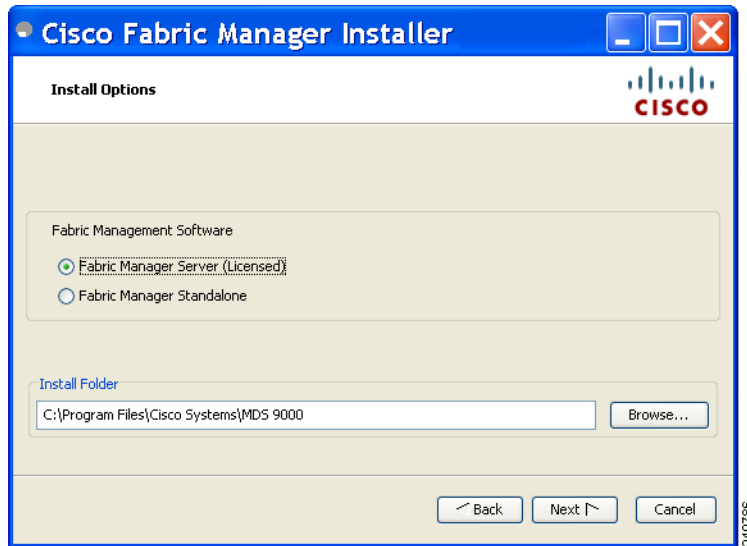 Cisco Fabric Manager Installer
Install Options
CISCO
Fabric Management Software
Fabric Manager Server (Licensed)
Fabric Manager Standalone
Install Folder
C:\Program Files\Cisco Systems\MDS 9000
Browse...
Back
Next
Cancel